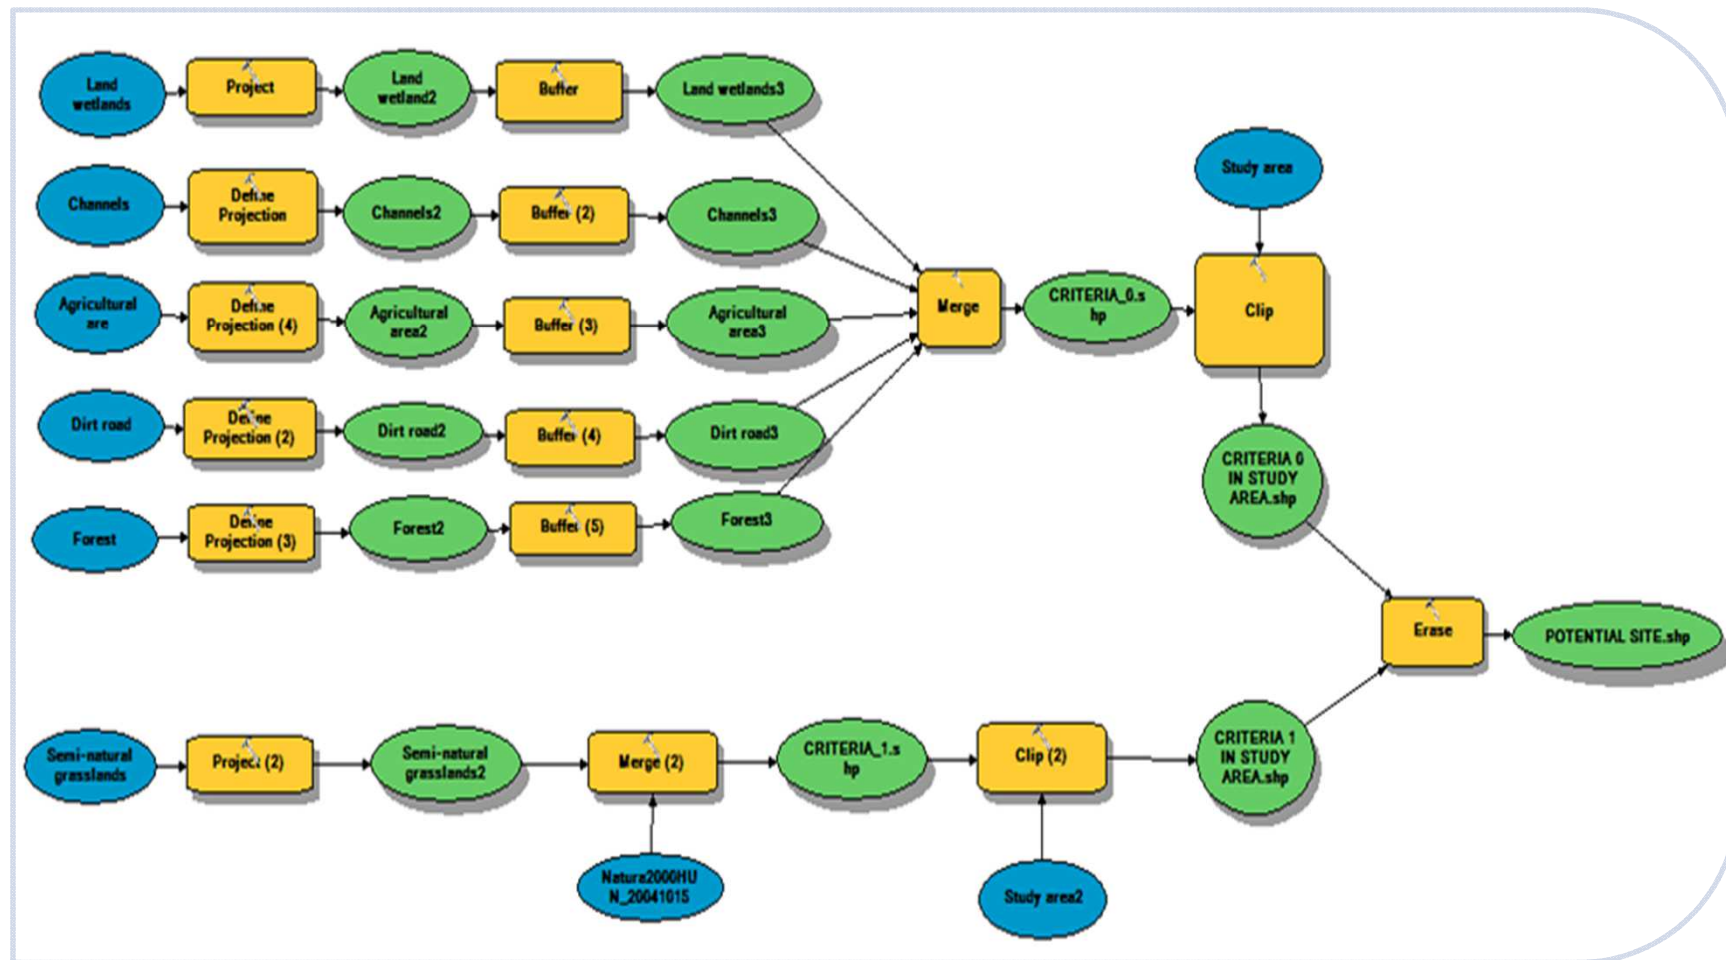 Land
wetlands
Project
Land
wetland2
Buffer
Land wetlands3
Channels
Define
Projection
Channels2
Buffer (2)
Channels3
Agricultural
are
Define
Projection (4)
Agricultural
area2
Buffer (3)
Agricultural
area3
Dirt road
Define
Projection (2)
Dirt road2
Buffer (4)
Dirt road3
Forest
Define
Projection (3)
Forest2
Buffer (5)
Forest3
Merge
CRITERIA_0.s
hp
Study area
Clip
CRITERIA 0
IN STUDY
AREA.shp
Erase
POTENTIAL SITE.shp
Semi-natural
grasslands
Project (2)
Semi-natural
grasslands2
Merge (2)
CRITERIA_1.s
hp
Clip (2)
CRITERIA 1
IN STUDY
AREA.shp
Natura2000HU
N_20041015
Study area2